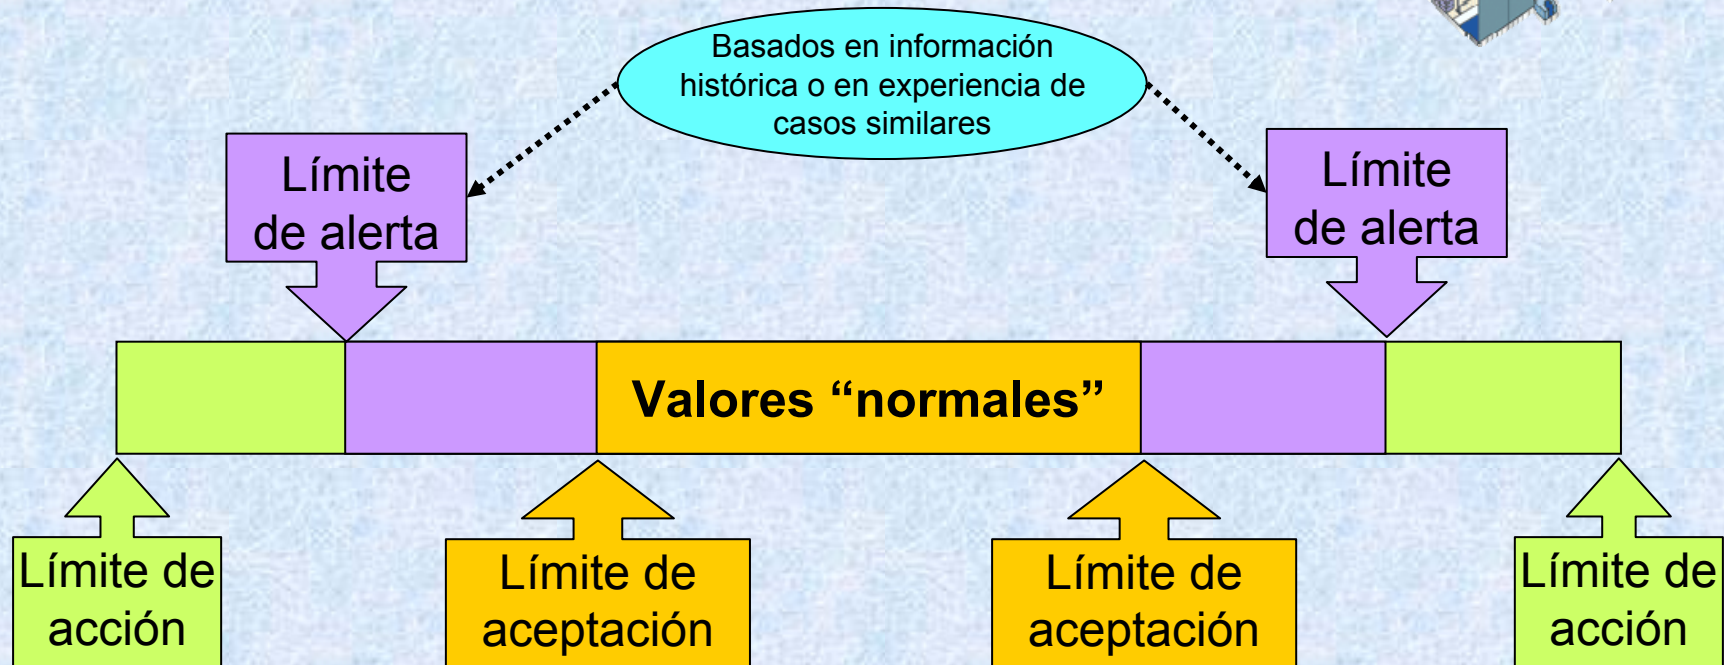 Basados en información
histórica o en experiencia de
casos similares
Límite
de alerta
Límite
de alerta
Valores “normales”
Límite de
acción
Límite de
aceptación
Límite de
aceptación
Límite de
acción